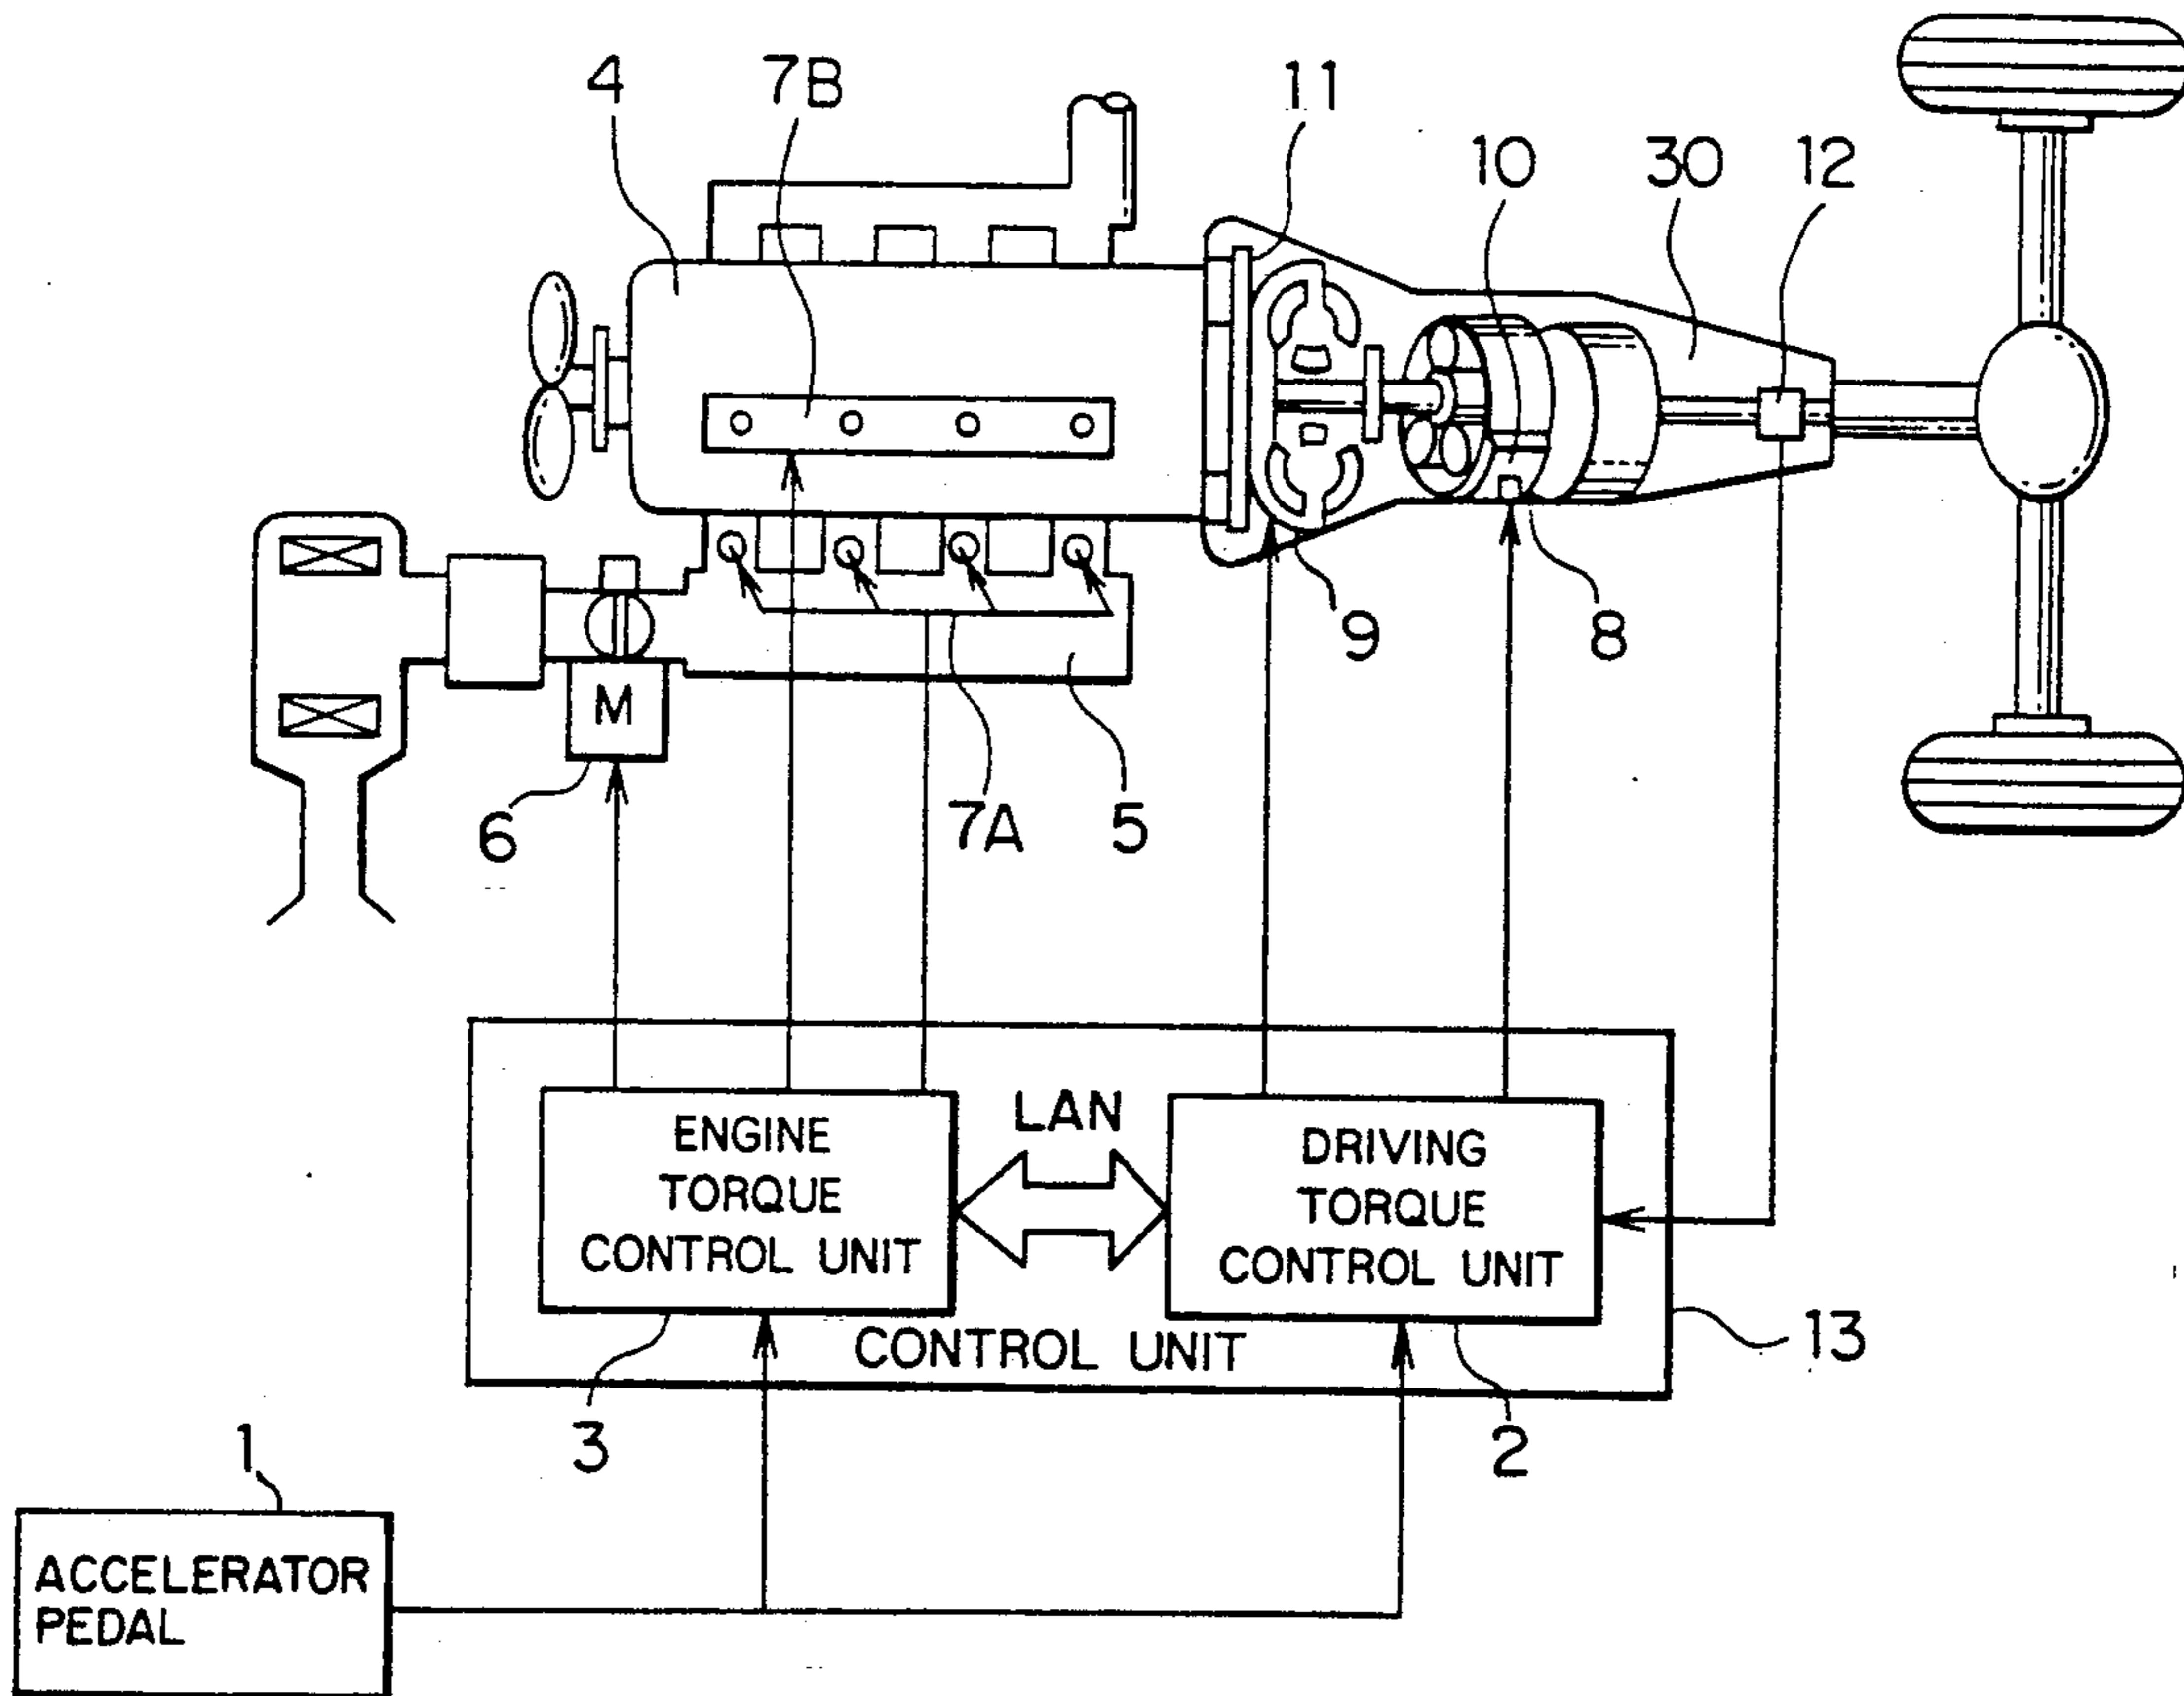 4
7B
11
10
30
12
9
8
M
6
7A
5
ENGINE
TORQUE
CONTROL UNIT
LAN
DRIVING
TORQUE
CONTROL UNIT
CONTROL UNIT
13
3
2
1
ACCELERATOR
PEDAL